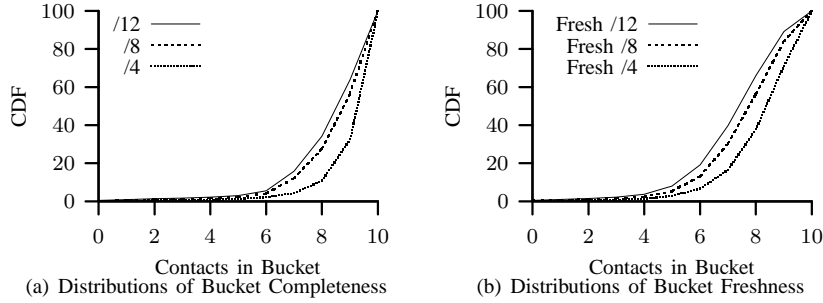 100
80
60
40
20
0
CDF
/12
/8
/4
0 2 4 6 8 10
Contacts in Bucket
(a) Distributions of Bucket Completeness
100
80
60
40
20
0
CDF
Fresh /12
Fresh /8
Fresh /4
0 2 4 6 8 10
Contacts in Bucket
(b) Distributions of Bucket Freshness